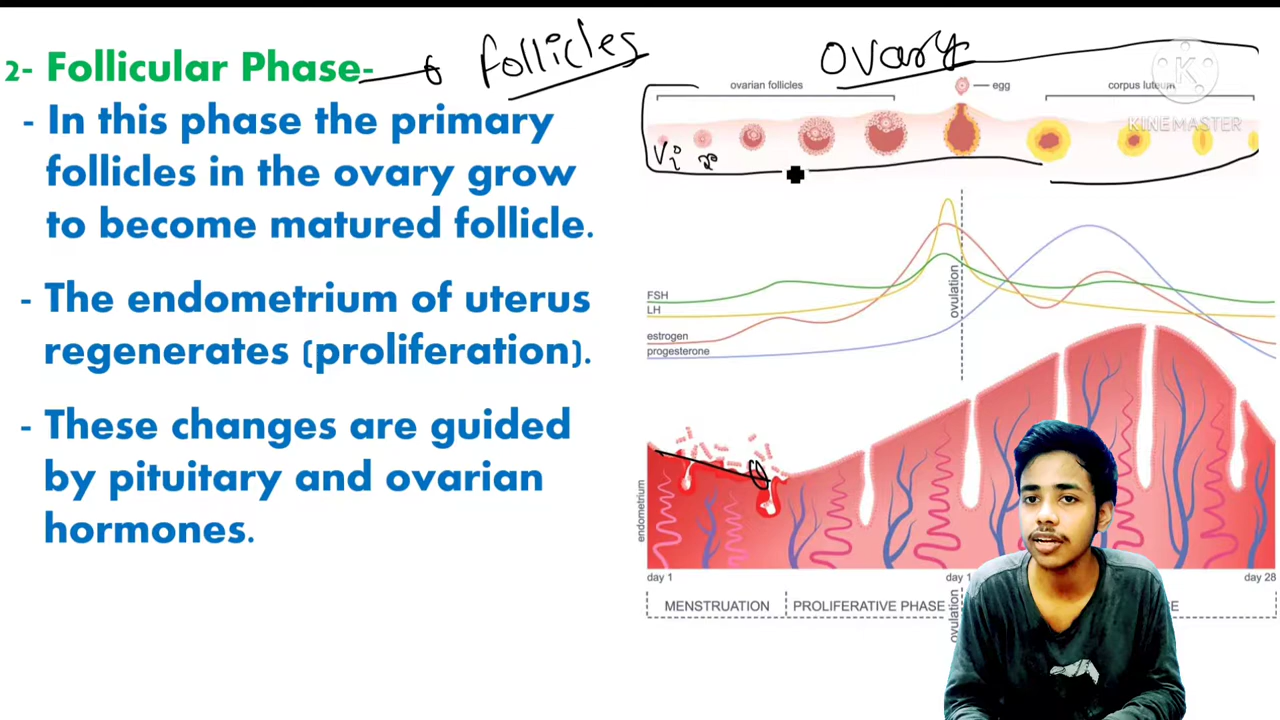 2- Follicular Phase-
follicles
- In this phase the primary
follicles in the ovary grow
to become matured follicle.
- The endometrium of uterus
regenerates (proliferation).
- These changes are guided
by pituitary and ovarian
hormones.
ovary
ovarian follicles
egg
corpus luteum
K
KINEMASTER
FSH
LH
estrogen
progesterone
ovulation
endometrium
day 1
day 1
day 28
MENSTRUATION
PROLIFERATIVE PHASE
ovulation